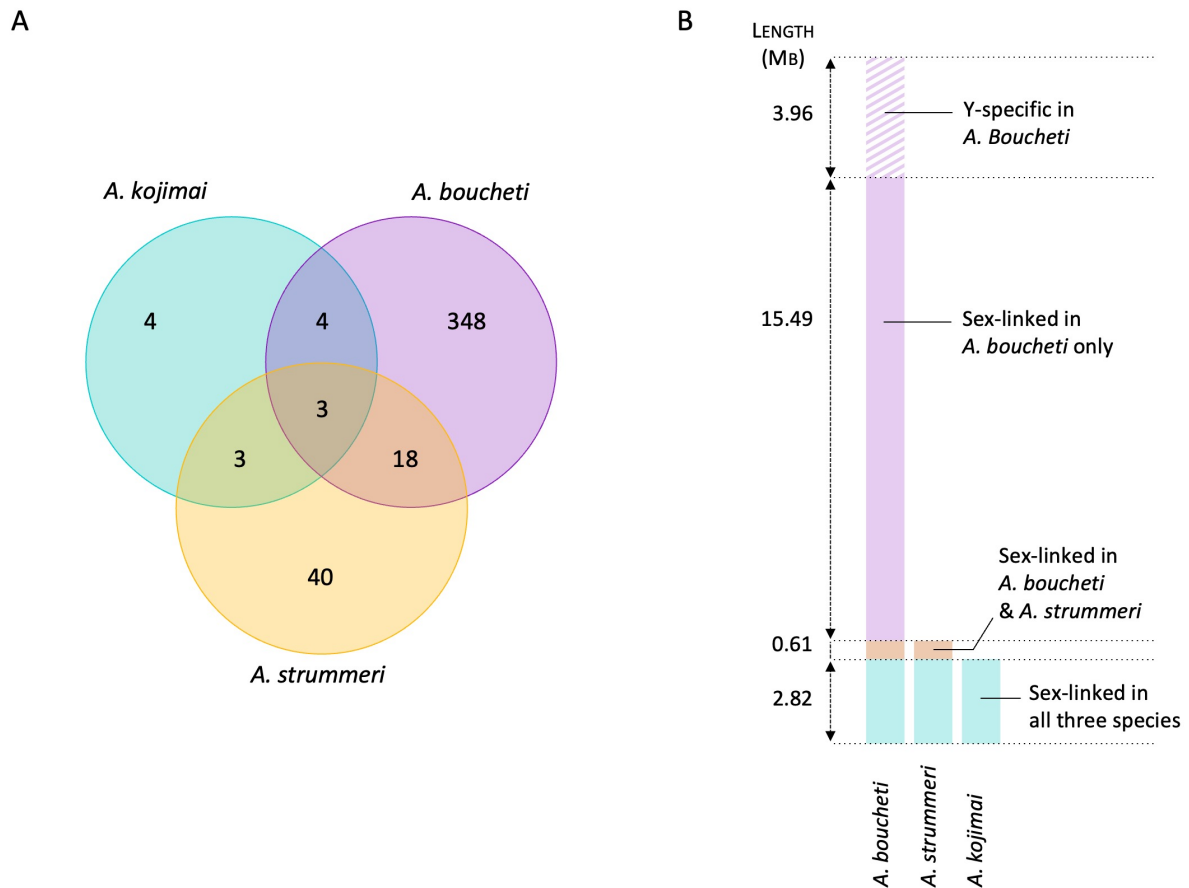 A
A. kojimai
A. boucheti
4
4
348
3
3
18
40
A. strummeri
B
LENGTH
(MB)
3.96
Y-specific in
A. Boucheti
15.49
Sex-linked in
A. boucheti only
Sex-linked in
A. boucheti
& A. strummeri
0.61
2.82
Sex-linked in
all three species
A. boucheti
A. strummeri
A. kojimai